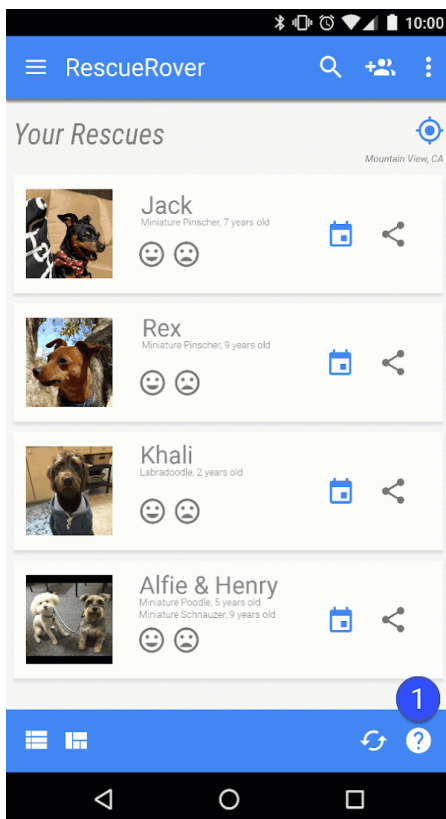 10:00
RescueRover
Your Rescues
Mountain View, CA
Jack
Miniature Pinscher, 7 years old
Rex
Miniature Pinscher, 9 years old
Khali
Labradoodle, 2 years old
Alfie & Henry
Miniature Poodle, 5 years old
Miniature Schnauzer, 9 years old
1
?